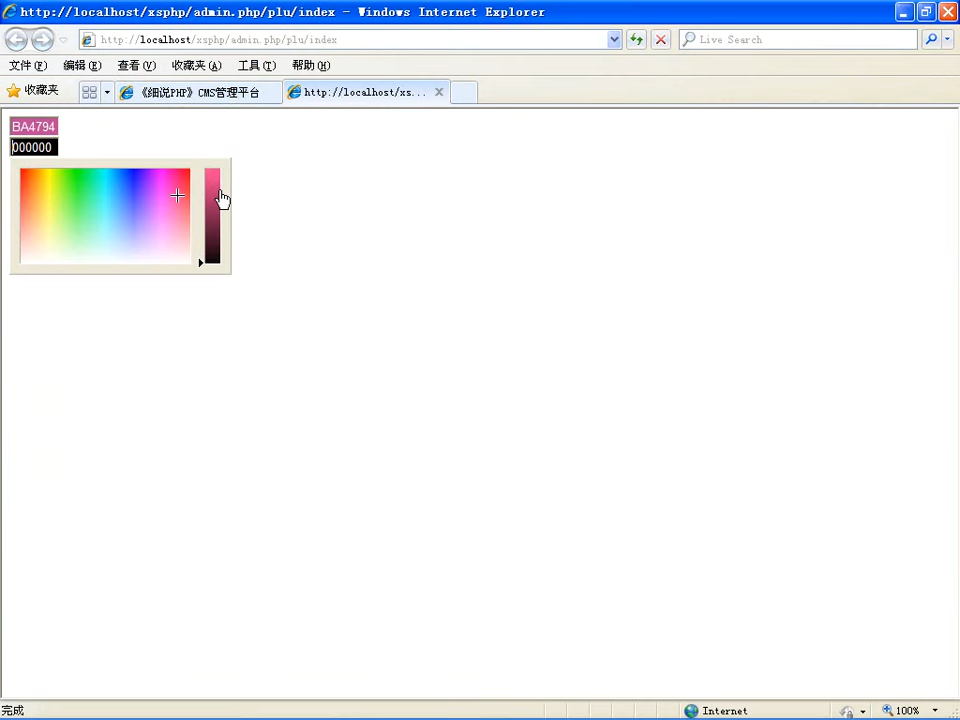 http://localhost/xsphp/admin.php/plu/index - Windows Internet Explorer
http://localhost/xsphp/admin.php/plu/index
Live Search
文件(F) 编辑(E) 查看(V) 收藏夹(A) 工具(T) 帮助(H)
收藏夹 《细说PHP》CMS管理平台 http://localhost/xs...
BA4794
000000
完成 Internet 100%